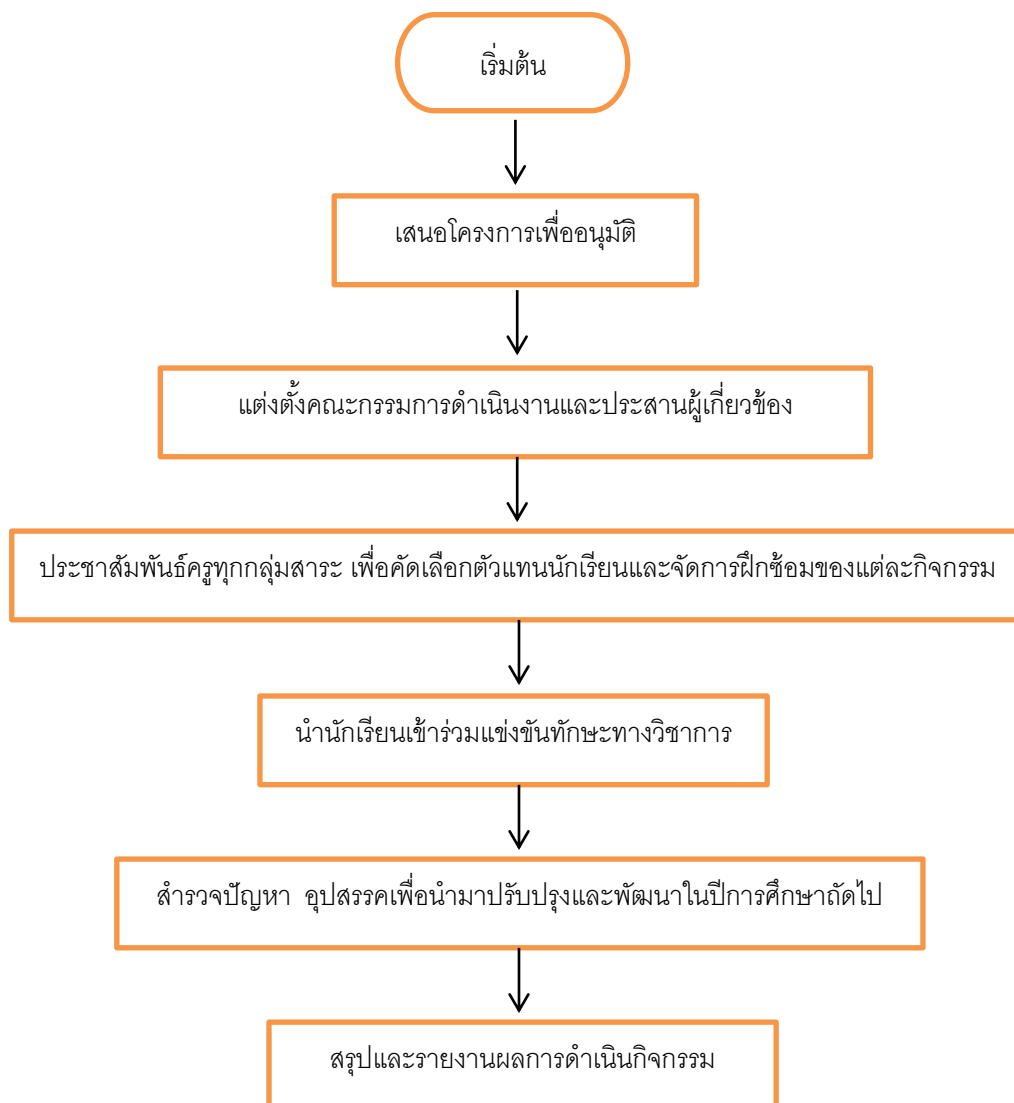 เริ่มต้น
เสนอโครงการเพื่ออนุมัติ
แต่งตั้งคณะกรรมการดำเนินงานและประสานผู้เกี่ยวข้อง
ประชาสัมพันธ์ครูทุกกลุ่มสาระ เพื่อคัดเลือกตัวแทนนักเรียนและจัดการฝึกซ้อมของแต่ละกิจกรรม
นำนักเรียนเข้าร่วมแข่งขันทักษะทางวิชาการ
สำรวจปัญหา อุปสรรคเพื่อนำมาปรับปรุงและพัฒนาในปีการศึกษาถัดไป
สรุปและรายงานผลการดำเนินกิจกรรม